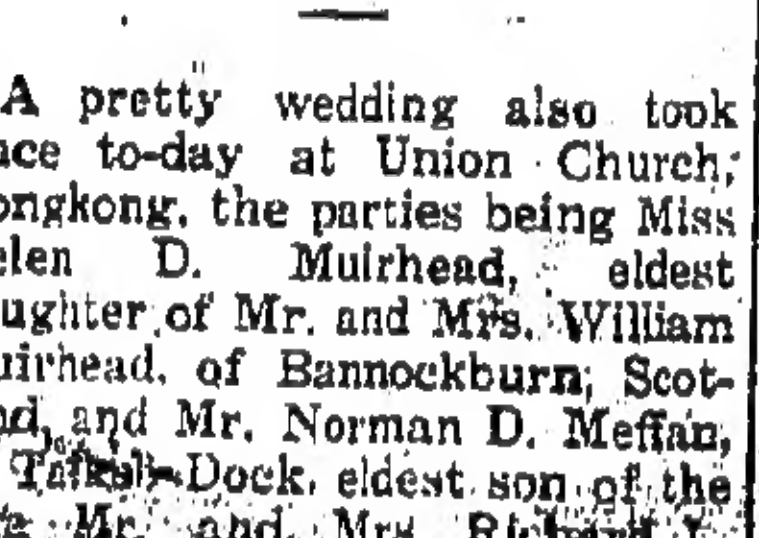 A pretty wedding also took
ace to-day at Union Church,
ongkong, the parties being Miss
elen D. Muirhead, eldest
ughter of Mr. and Mrs. William
uirhead, of Bannockburn, Scot-
nd, and Mr. Norman D. Meffan,
Dock, eldest son of the
Mr. and Mrs. Richard